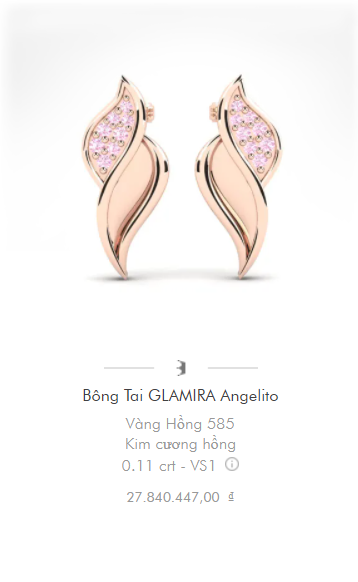 Bông Tai GLAMIRA Angelito
Vàng Hồng 585
Kim cương hồng
0.11 crt - VS1
27.840.447,00 ₫